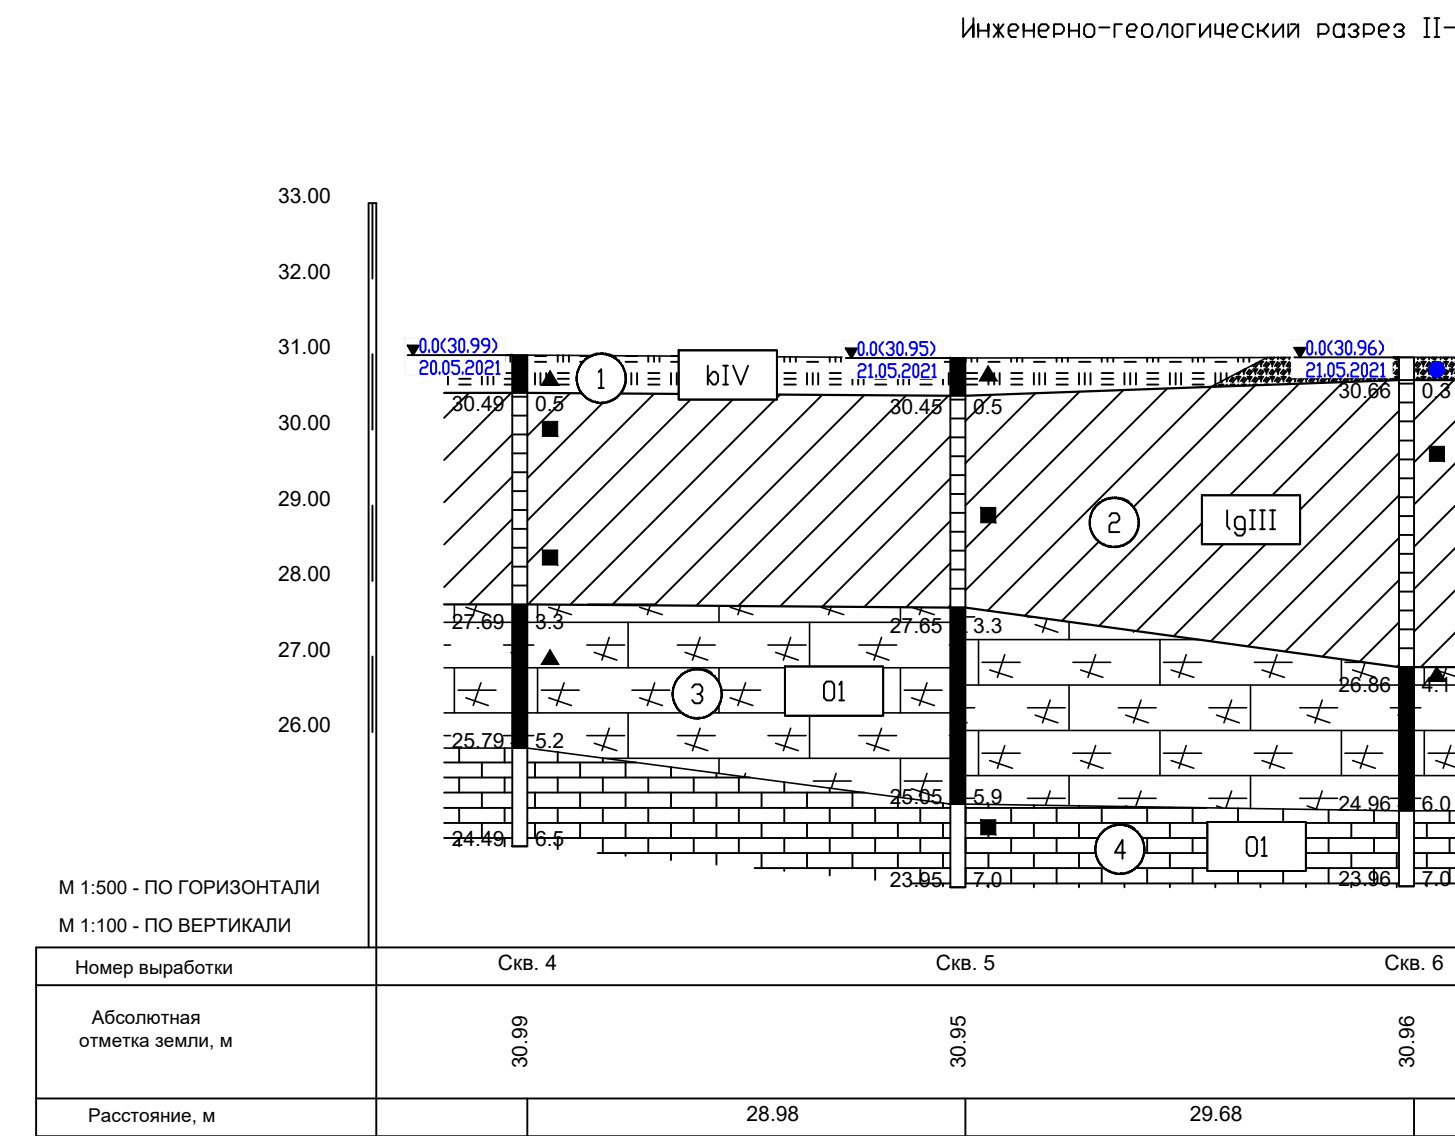 Инженерно-геологический разрез II-
33.00
32.00
31.00
30.00
29.00
28.00
27.00
26.00
0.0(30.99)
20.05.2021
0.0(30.95)
21.05.2021
0.0(30.96)
21.05.2021
1
bIV
30.49 0.5
30.45 0.5
30.66 0.3
2
lgIII
27.69 3.3
27.65 3.3
26.86 4.1
3
O1
25.79 5.2
25.05 5.9
24.96 6.0
4
O1
24.49 6.5
23.95 7.0
23.96 7.0
М 1:500 - ПО ГОРИЗОНТАЛИ
М 1:100 - ПО ВЕРТИКАЛИ
Номер выработки
Скв. 4
Скв. 5
Скв. 6
Абсолютная
отметка земли, м
30.99
30.95
30.96
Расстояние, м
28.98
29.68